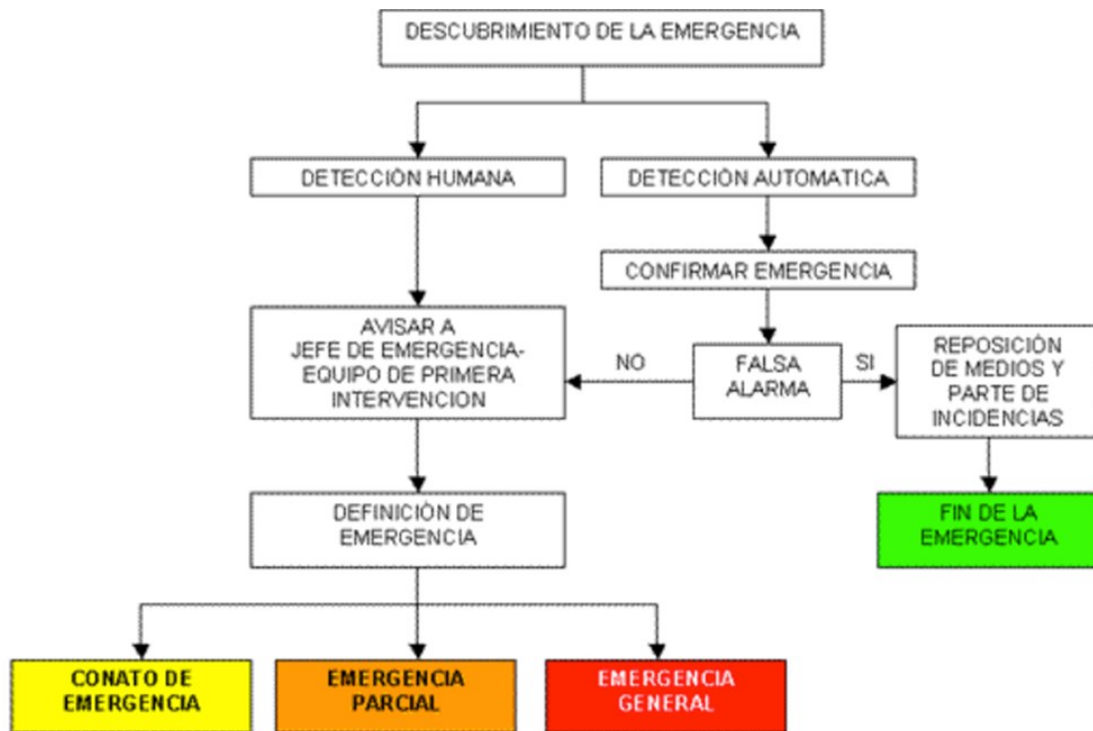 DESCUBRIMIENTO DE LA EMERGENCIA
DETECCIÓN HUMANA
DETECCIÓN AUTOMATICA
CONFIRMAR EMERGENCIA
AVISAR A
JEFE DE EMERGENCIA-
EQUIPO DE PRIMERA
INTERVENCION
NO
FALSA
ALARMA
SI
REPOSICIÓN
DE MEDIOS Y
PARTE DE
INCIDENCIAS
DEFINICIÓN DE
EMERGENCIA
FIN DE LA
EMERGENCIA
CONATO DE
EMERGENCIA
EMERGENCIA
PARCIAL
EMERGENCIA
GENERAL